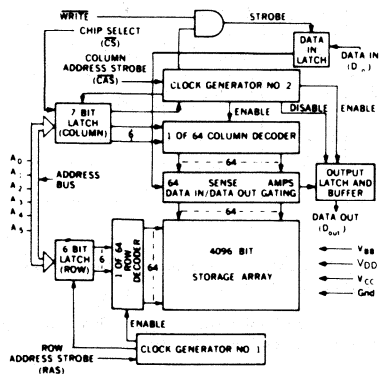 WRITE
STROBE
CHIP SELECT
(CS)
DATA
IN
LATCH
COLUMN
ADDRESS STROBE
(CAS)
DATA IN
(Din)
CLOCK GENERATOR NO 2
7 BIT
LATCH
(COLUMN)
ENABLE
DISABLE
ENABLE
6
1 OF 64 COLUMN DECODER
64
A0
A1
A2
A3
A4
A5
ADDRESS
BUS
64 SENSE AMPS
DATA IN/DATA OUT GATING
OUTPUT
LATCH AND
BUFFER
64
DATA OUT
(Dout)
6 BIT
LATCH
(ROW)
6
1 OF 64
ROW
DECODER
64
4096 BIT
STORAGE ARRAY
VBB
VDD
VCC
Gnd
ENABLE
ROW
ADDRESS STROBE
(RAS)
CLOCK GENERATOR NO 1